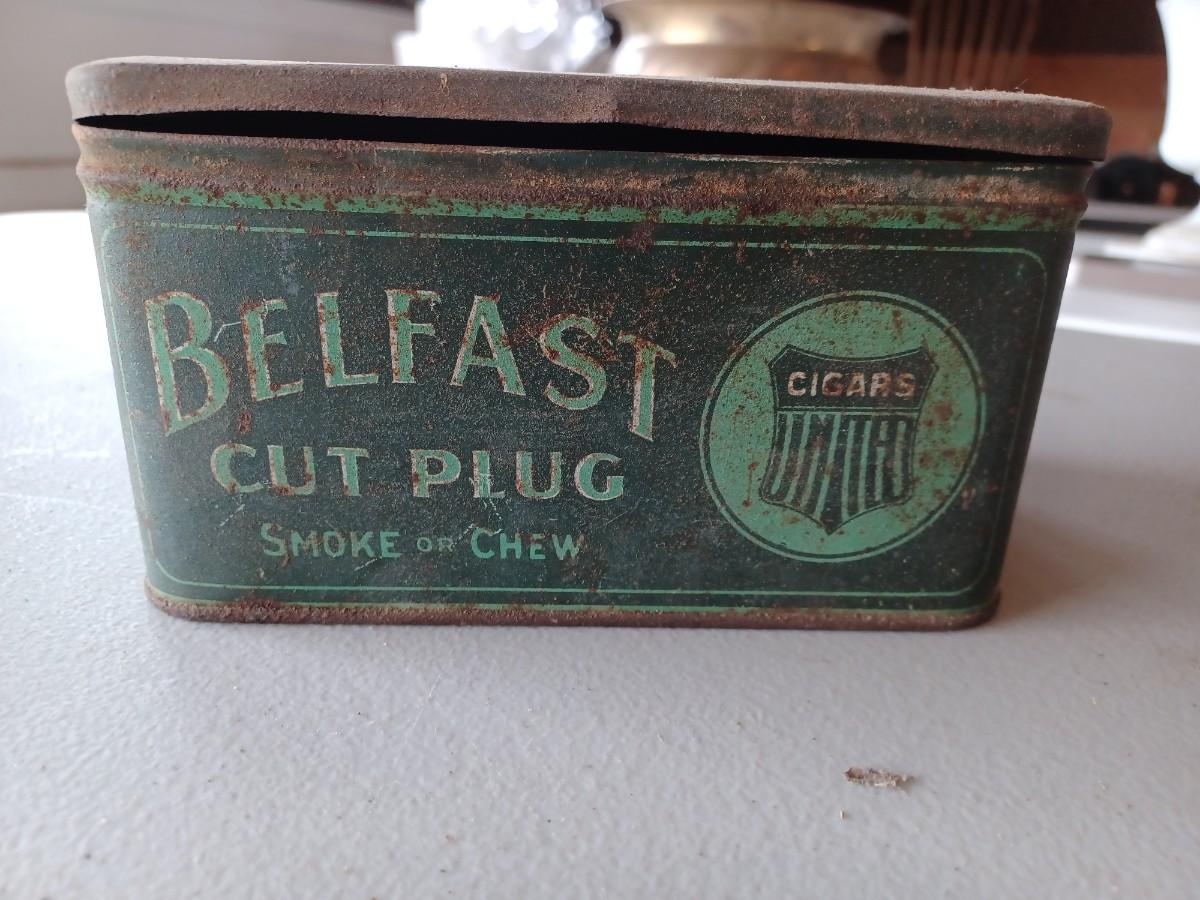 BELFAST
CUT PLUG
SMOKE OR CHEW
CIGARS
UNITED